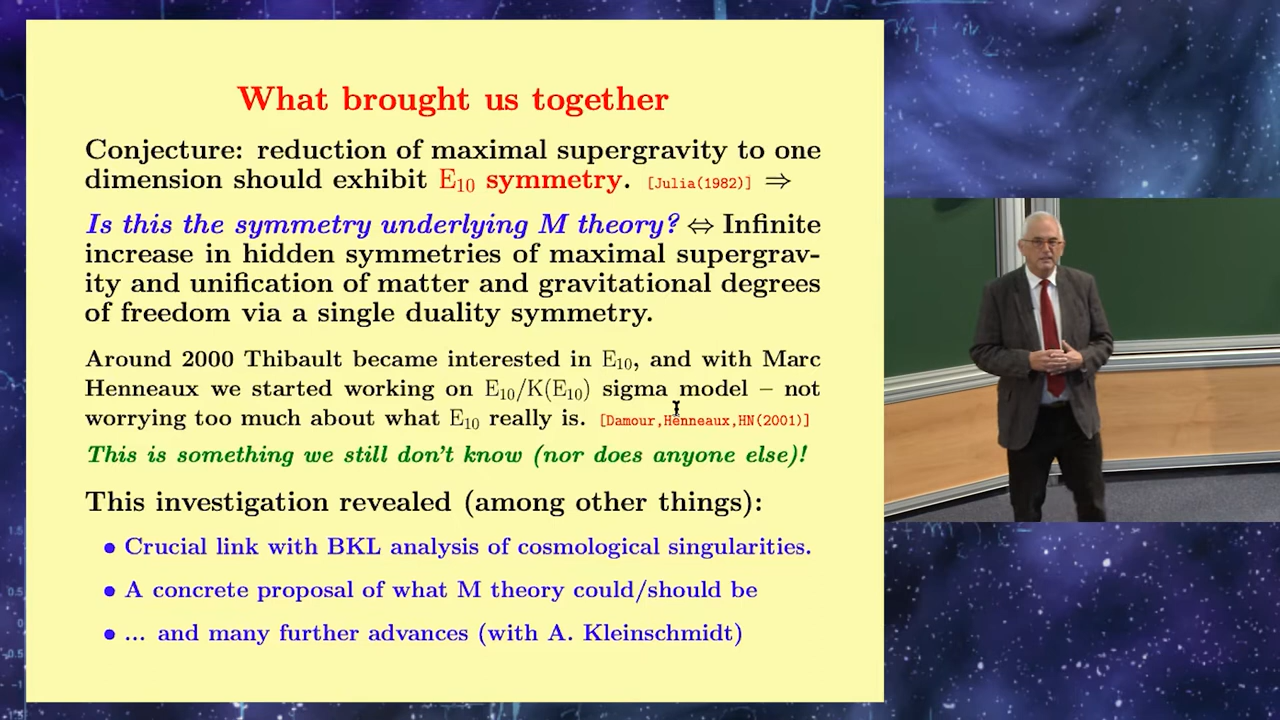 What brought us together
Conjecture: reduction of maximal supergravity to one
dimension should exhibit E₁₀ symmetry. [Julia(1982)] ⇒
Is this the symmetry underlying M theory? ⇔ Infinite
increase in hidden symmetries of maximal supergrav-
ity and unification of matter and gravitational degrees
of freedom via a single duality symmetry.
Around 2000 Thibault became interested in E₁₀, and with Marc
Henneaux we started working on E₁₀/K(E₁₀) sigma model – not
worrying too much about what E₁₀ really is. [Damour,Henneaux,HN(2001)]
This is something we still don't know (nor does anyone else)!
This investigation revealed (among other things):
• Crucial link with BKL analysis of cosmological singularities.
• A concrete proposal of what M theory could/should be
• ... and many further advances (with A. Kleinschmidt)